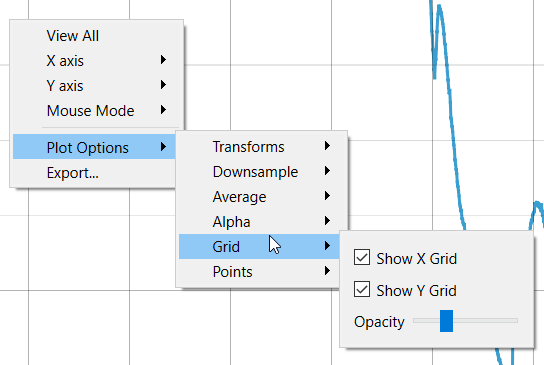 View All
X axis
Y axis
Mouse Mode
Plot Options
Export...
Transforms
Downsample
Average
Alpha
Grid
Points
Show X Grid
Show Y Grid
Opacity